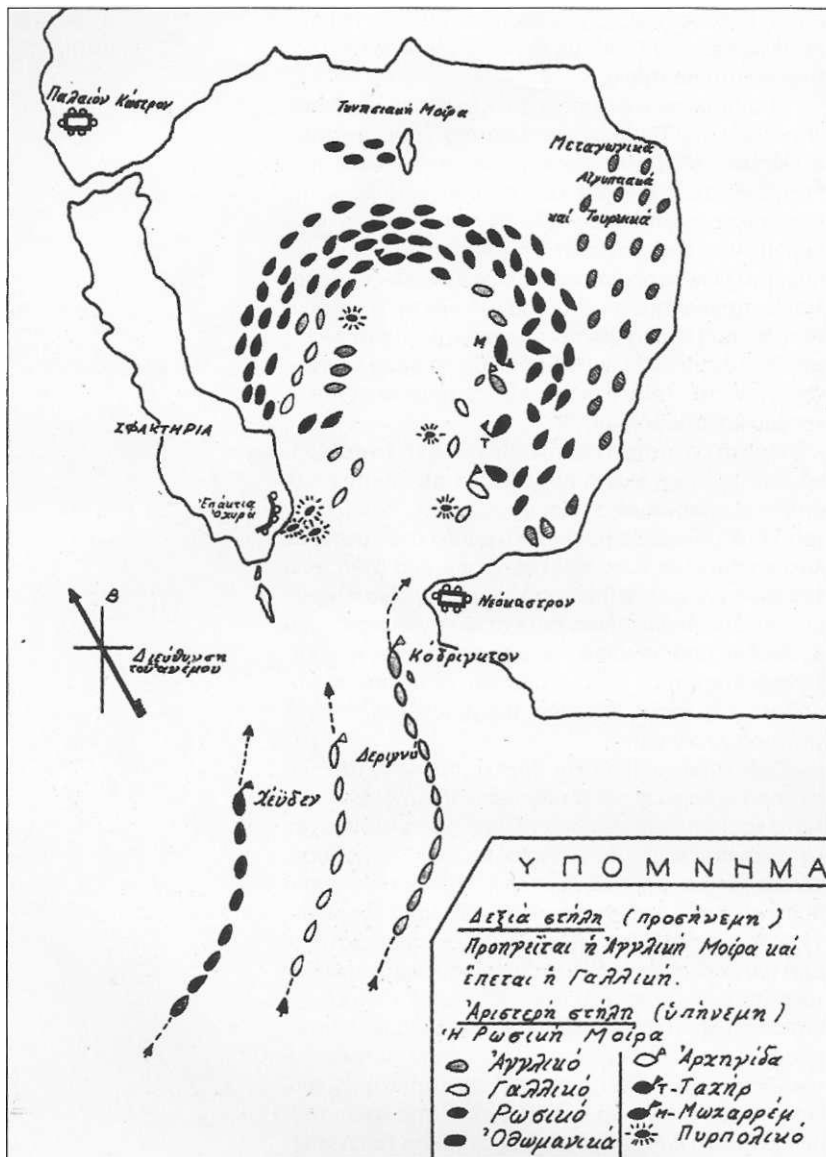 Παλαιόν Κάστρον
Τυνησιακή Μοίρα
Μεταγωγικά
Αἰγυπτιακά
καί Τουρκικά
M
T
ΣΦΑΚΤΗΡΙΑ
Ἐπάκτια
Ὀχυρά
Νεόκαστρον
Β
Διεύθυνση
τοῦ ἀνέμου
Κόδριγκτον
Δεριγνύ
Χέϋδεν
ΥΠΟΜΝΗΜΑ
Δεξιά στήλη (προσήνεμη)
Προηγεῖται ἡ Ἀγγλική Μοίρα καί
ἕπεται ἡ Γαλλική.
Ἀριστερή στήλη (ὑπήνεμη)
Ἡ Ρωσική Μοίρα
Ἀγγλικό
Γαλλικό
Ρωσικό
Ὀθωμανικά
Ἀρχηγίδα
Τ-Ταχήρ
Μ-Μωχαρρέμ
Πυρπολικό